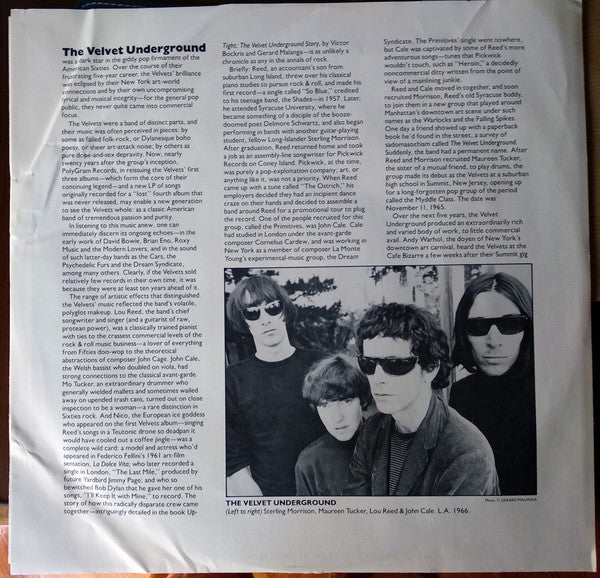 The Velvet Underground
was a dark star in the giddy pop firmament of the
American Sixties. Over the course of their
frustrating five-year career, the Velvets' brilliance
was eclipsed by their New York art-world
connections and by their own uncompromising
lyrical and musical integrity—for the general pop
public, they never quite came into commercial
focus.
The Velvets were a band of distinct parts, and
their music was often perceived in pieces: by
some as failed folk-rock, or Dylanesque boho
poesy, or sheer art-attack noise; by others as
pure dope-and-sex depravity. Now, nearly
twenty years after the group's inception,
PolyGram Records, in reissuing the Velvets' first
three albums—which form the core of their
continuing legend—and a new LP of songs
originally recorded for a "lost" fourth album that
was never released, may enable a new generation
to see the Velvets whole: as a classic American
band of tremendous passion and purity.
In listening to this music anew, one can
immediately discern its ongoing echoes—in the
early work of David Bowie, Brian Eno, Roxy
Music and the Modern Lovers, and in the sound
of such latter-day bands as the Cars, the
Psychedelic Furs and the Dream Syndicate,
among many others. Clearly, if the Velvets sold
relatively few records in their own time, it was
because they were at least ten years ahead of it.
The range of artistic effects that distinguished
the Velvets' music reflected the band's volatile,
polyglot makeup. Lou Reed, the band's chief
songwriter and singer (and a guitarist of raw,
protean power), was a classically trained pianist
with ties to the crassest commercial levels of the
rock & roll music business—a lover of everything
from Fifties doo-wop to the theoretical
abstractions of composer John Cage. John Cale,
the Welsh bassist who doubled on viola, had
strong connections to the classical avant-garde.
Mo Tucker, an extraordinary drummer who
generally wielded mallets and sometimes wailed
away on upended trash cans, turned out on close
inspection to be a woman—a rare distinction in
Sixties rock. And Nico, the European ice goddess
who appeared on the first Velvets album—singing
Reed's songs in a Teutonic drone so deadpan it
would have cooled out a coffee jingle—was a
complete wild card: a model and actress who'd
appeared in Federico Fellini's 1961 art-film
sensation, La Dolce Vita; who later recorded a
single in London, "The Last Mile," produced by
future Yardbird Jimmy Page; and who so
bewitched Bob Dylan that he gave her one of his
songs, "I'll Keep It with Mine," to record. The
story of how this radically disparate crew came
together—intriguingly detailed in the book Up-
Tight: The Velvet Underground Story, by Victor
Bockris and Gerard Malanga—is as unlikely a
chronicle as any in the annals of rock.
Briefly: Reed, an accountant's son from
suburban Long Island, threw over his classical
piano studies to pursue rock & roll, and made his
first record—a single called "So Blue," credited
to his teenage band, the Shades—in 1957. Later,
he attended Syracuse University, where he
became something of a disciple of the booze-
doomed poet Delmore Schwartz, and also began
performing in bands with another guitar-playing
student, fellow Long-Islander Sterling Morrison.
After graduation, Reed returned home and took
a job as an assembly-line songwriter for Pickwick
Records on Coney Island. Pickwick, at the time,
was purely a pop-exploitation company; art, or
anything like it, was not a priority. When Reed
came up with a tune called "The Ostrich," his
employers decided they had an incipient dance
craze on their hands and decided to assemble a
band around Reed for a promotional tour to plug
the record. One of the people recruited for this
group, called the Primitives, was John Cale. Cale
had studied in London under the avant-garde
composer Cornelius Cardew, and was working in
New York as a member of composer La Monte
Young's experimental-music group, the Dream
Syndicate. The Primitives' single went nowhere,
but Cale was captivated by some of Reed's more
adventurous songs—tunes that Pickwick
wouldn't touch, such as "Heroin," a decidedly
noncommercial ditty written from the point of
view of a mainlining junkie.
Reed and Cale moved in together, and soon
recruited Morrison, Reed's old Syracuse buddy,
to join them in a new group that played around
Manhattan's downtown art scene under such
names as the Warlocks and the Falling Spikes.
One day a friend showed up with a paperback
book he'd found in the street, a survey of
sadomasochism called The Velvet Underground.
Suddenly, the band had a permanent name. After
Reed and Morrison recruited Maureen Tucker,
the sister of a mutual friend, to play drums, the
group made its debut as the Velvets at a suburban
high school in Summit, New Jersey, opening up
for a long-forgotten pop group of the period
called the Myddle Class. The date was
November 11, 1965.
Over the next five years, the Velvet
Underground produced an extraordinarily rich
and varied body of work, to little commercial
avail. Andy Warhol, the doyen of New York's
downtown art carnival, heard the Velvets at the
Cafe Bizarre a few weeks after their Summit gig
Photo: © GERARD MALANGA
THE VELVET UNDERGROUND
(Left to right) Sterling Morrison, Maureen Tucker, Lou Reed & John Cale. L.A. 1966.